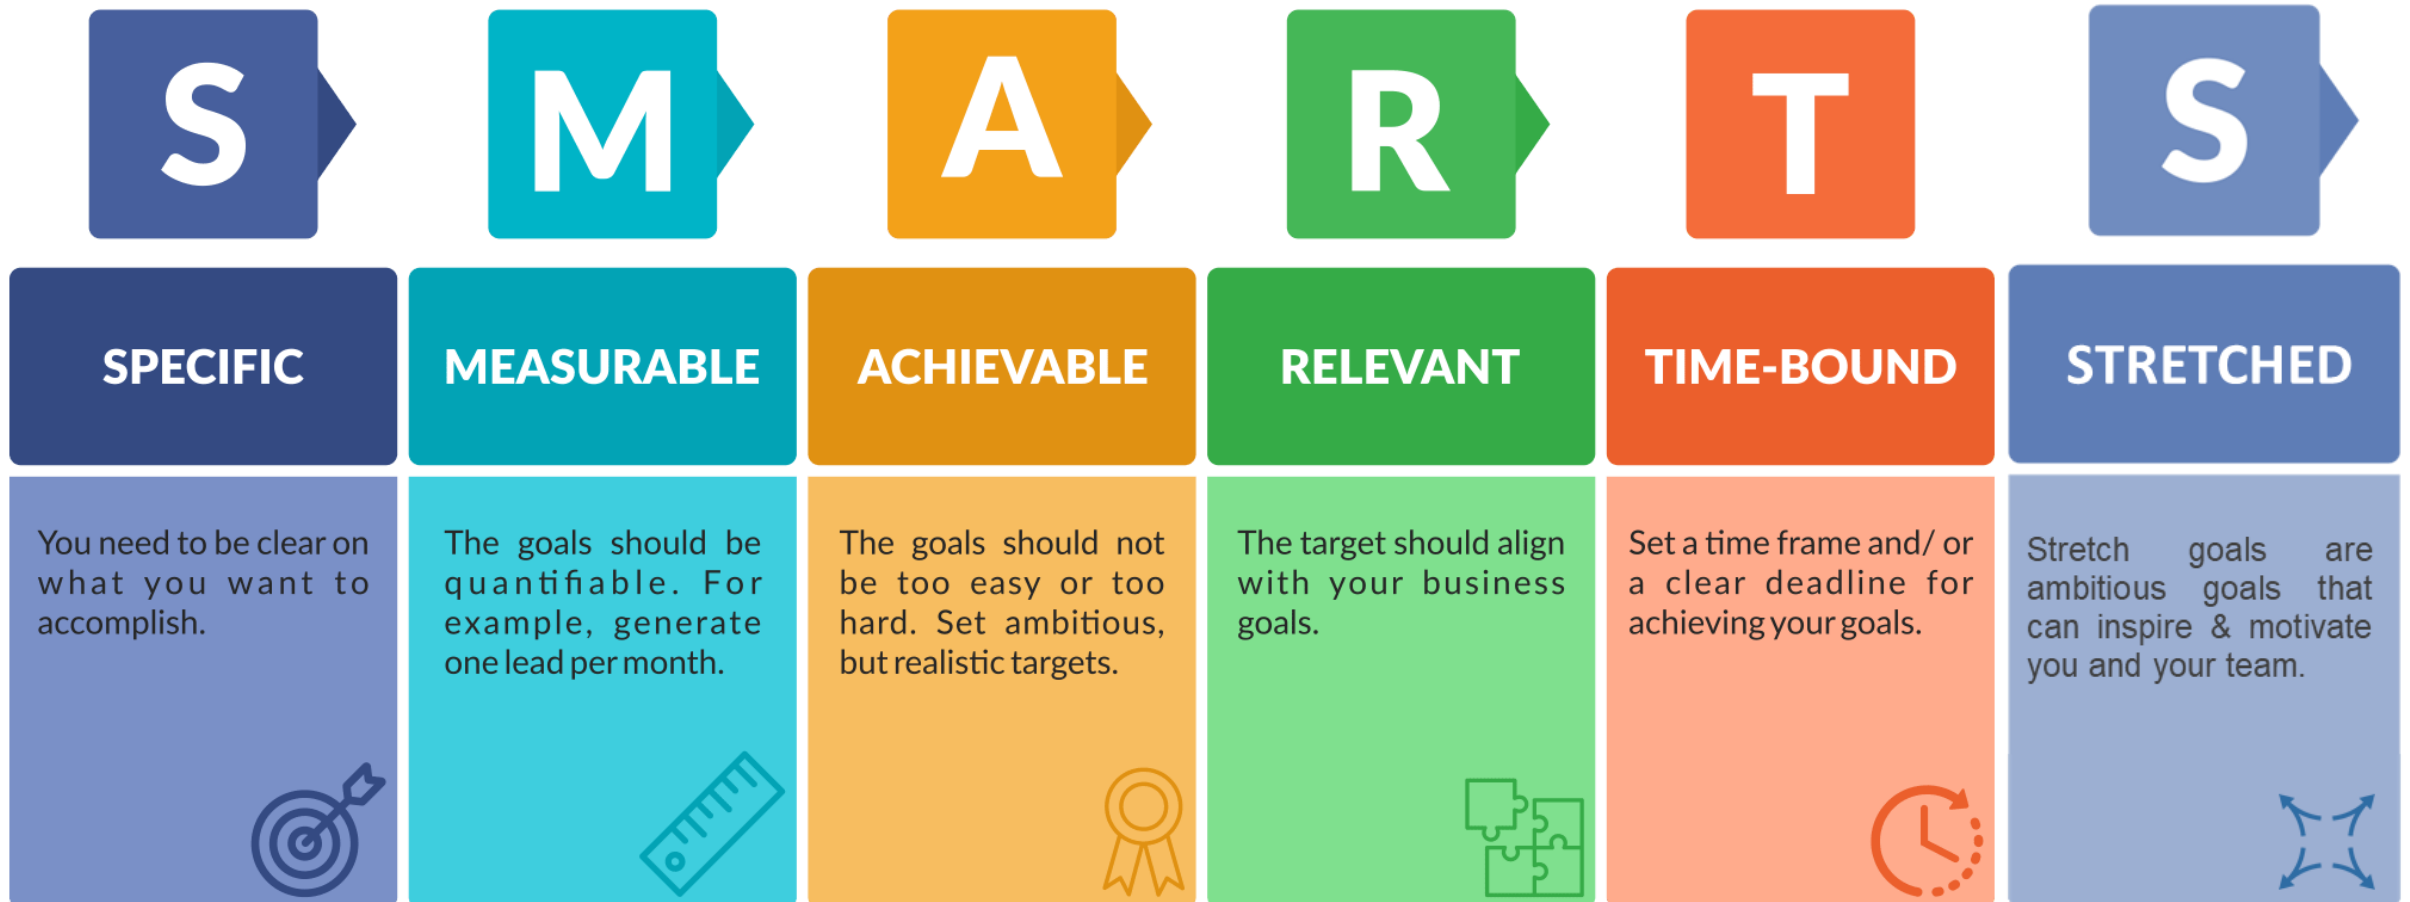 S
M
A
R
T
S
SPECIFIC
MEASURABLE
ACHIEVABLE
RELEVANT
TIME-BOUND
STRETCHED
You need to be clear on
what you want to
accomplish.
The goals should be
quantifiable. For
example, generate
one lead per month.
The goals should not
be too easy or too
hard. Set ambitious,
but realistic targets.
The target should align
with your business
goals.
Set a time frame and/ or
a clear deadline for
achieving your goals.
Stretch goals are
ambitious goals that
can inspire & motivate
you and your team.